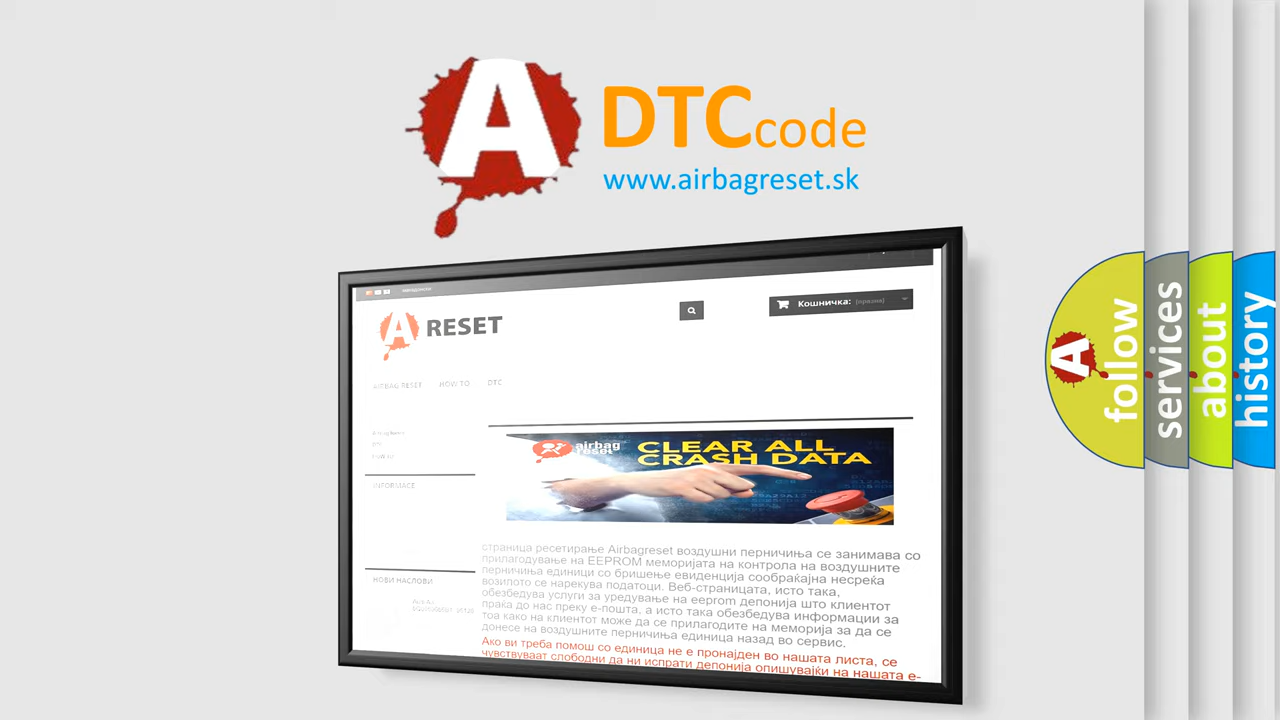 A
DTCcode
www.airbagreset.sk
A RESET
Кошничка: (празна)
AIRBAG RESET HOW TO DTC
INFORMACE
НОВИ НАСЛОВИ
airbag
reset
CLEAR ALL
CRASH DATA
страница ресетирање Airbagreset воздушни перничиња се занимава со
прилагодување на EEPROM меморијата на контрола на воздушните
перничиња единици со бришење евиденција сообраќајна несреќа
возилото се нарекува податоци. Веб-страницата, исто така,
обезбедува услуги за уредување на eeprom депонија што клиентот
праќа до нас преку е-пошта, а исто така обезбедува информации за
тоа како на клиентот може да се прилагодите на меморија за да се
донесе на воздушните перничиња единица назад во сервис.
Ако ви треба помош со единица не е пронајден во нашата листа, се
чувствуваат слободни да ни испрати депонија опишувајќи на нашата е-
A
follow
services
about
history